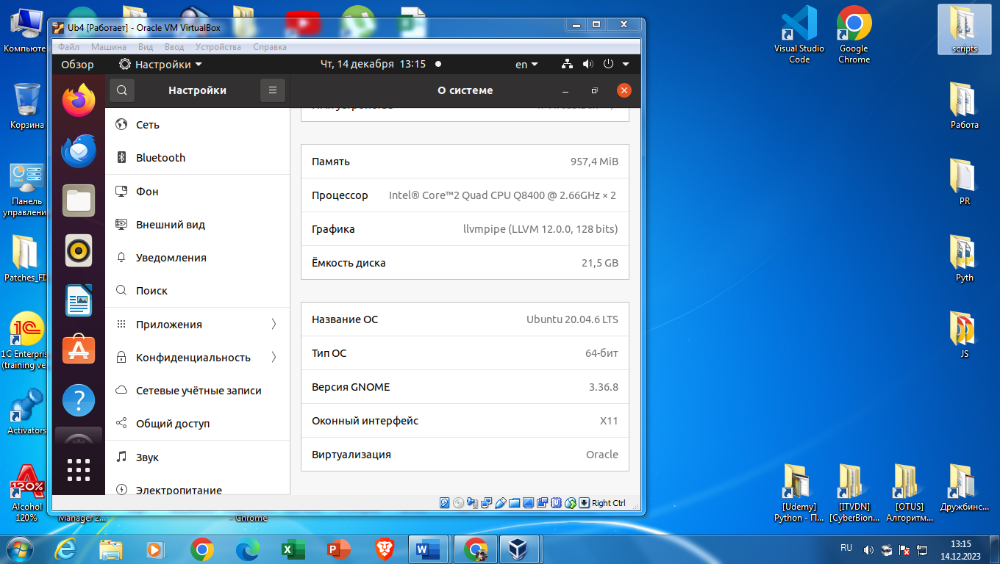 Ub4 [Работает] - Oracle VM VirtualBox
Файл Машина Вид Ввод Устройства Справка
Обзор Настройки Чт, 14 декабря 13:15 en
Настройки О системе
Сеть
Bluetooth
Фон
Внешний вид
Уведомления
Поиск
Приложения
Конфиденциальность
Сетевые учётные записи
Общий доступ
Звук
Электропитание
Память 957,4 MiB
Процессор Intel® Core™2 Quad CPU Q8400 @ 2.66GHz × 2
Графика llvmpipe (LLVM 12.0.0, 128 bits)
Ёмкость диска 21,5 GB
Название ОС Ubuntu 20.04.6 LTS
Тип ОС 64-бит
Версия GNOME 3.36.8
Оконный интерфейс X11
Виртуализация Oracle
Right Ctrl
Компьюте
Корзина
Панель
управлени
Patches_FI
1C Enterpris
(training ve
Activators
120%
Alcohol
120%
Manager 2...
- Chrome
Visual Studio
Code
Google
Chrome
scripts
Работа
PR
Pyth
JS
[Udemy]
Python - П...
[ITVDN]
[CyberBion...
[OTUS]
Алгоритм...
Дружбинс...
RU
13:15
14.12.2023